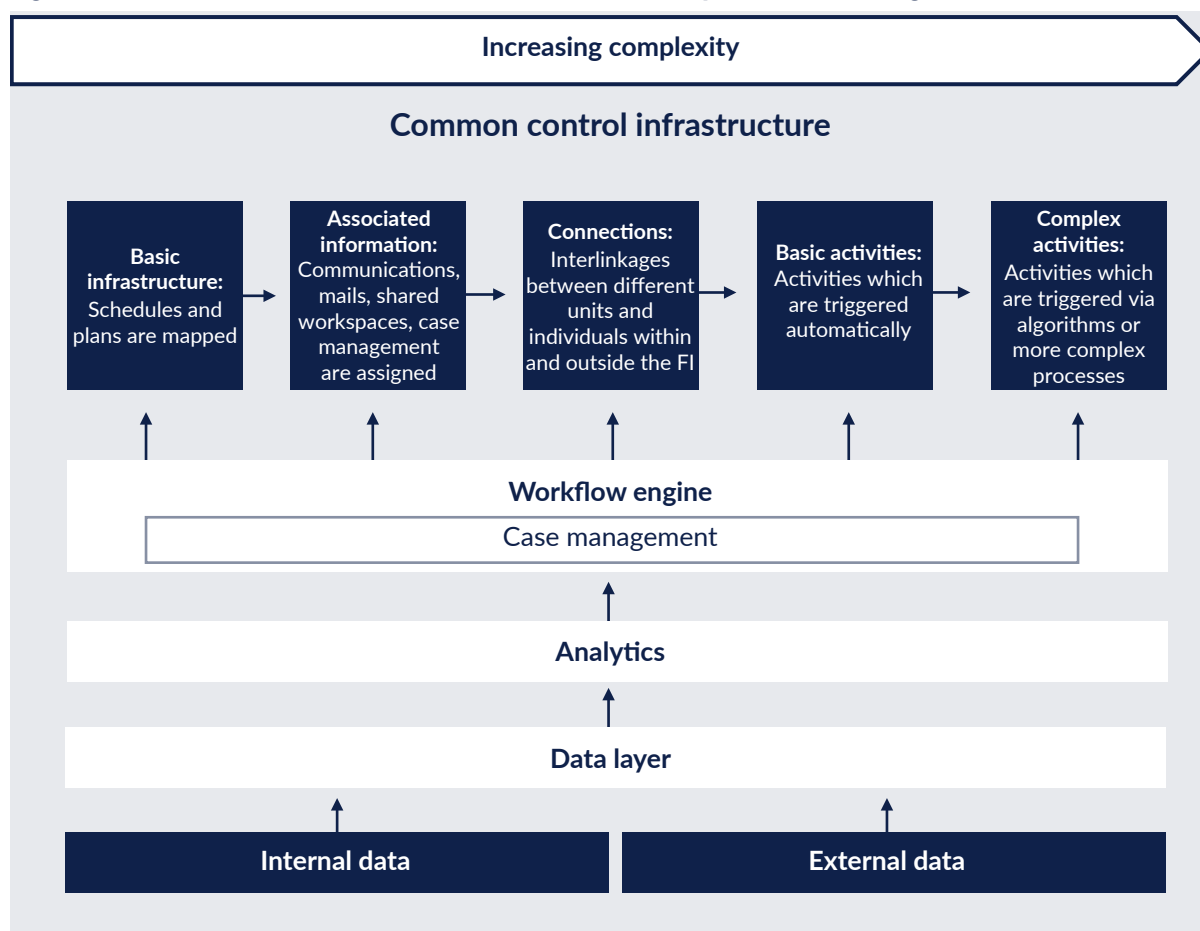 Increasing complexity
Common control infrastructure
Basic
infrastructure:
Schedules and
plans are mapped
Associated
information:
Communications,
mails, shared
workspaces, case
management
are assigned
Connections:
Interlinkages
between different
units and
individuals within
and outside the FI
Basic activities:
Activities which
are triggered
automatically
Complex
activities:
Activities which
are triggered via
algorithms or
more complex
processes
Workflow engine
Case management
Analytics
Data layer
Internal data
External data